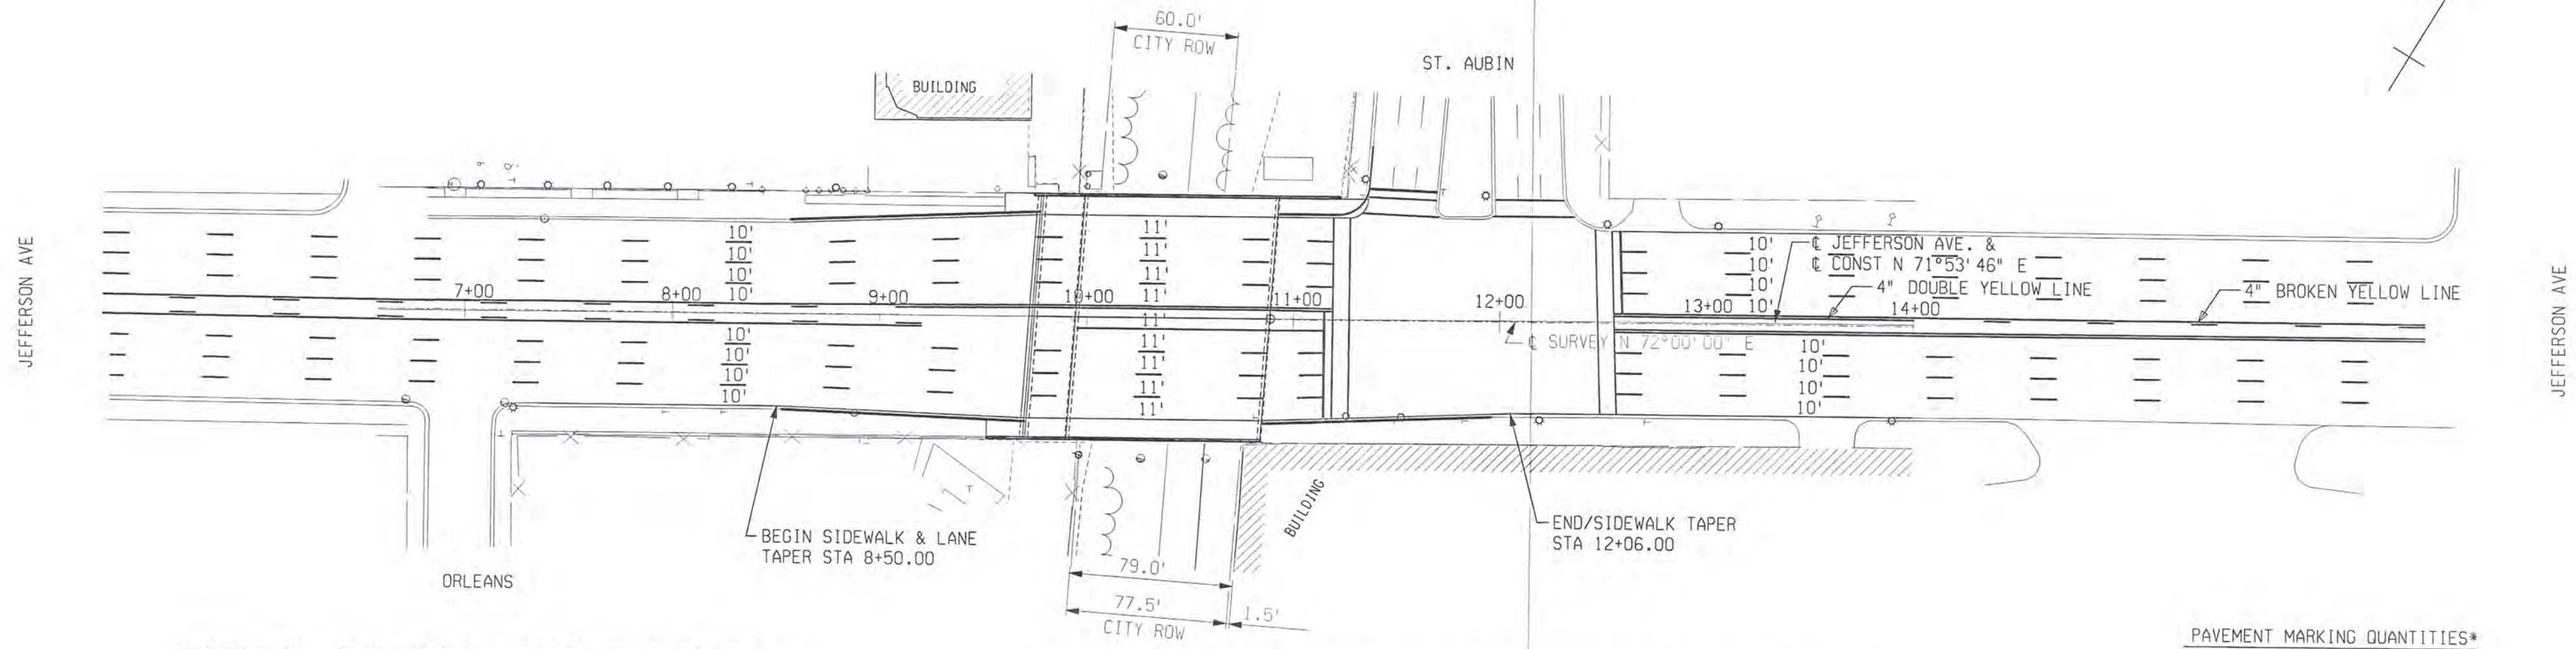 60.0'
CITY ROW
ST. AUBIN
BUILDING
JEFFERSON AVE
10'
10'
10'
10'
11'
11'
11'
11'
10'
10'
10'
10'
℄ JEFFERSON AVE. &
℄ CONST N 71°53'46" E
4" DOUBLE YELLOW LINE
4" BROKEN YELLOW LINE
7+00
8+00
9+00
10+00
11+00
12+00
13+00
14+00
℄ SURVEY N 72°00'00" E
JEFFERSON AVE
10'
10'
10'
10'
11'
11'
11'
11'
11'
10'
10'
10'
10'
BEGIN SIDEWALK & LANE
TAPER STA 8+50.00
BUILDING
END/SIDEWALK TAPER
STA 12+06.00
ORLEANS
79.0'
77.5'
1.5'
CITY ROW
PAVEMENT MARKING QUANTITIES*